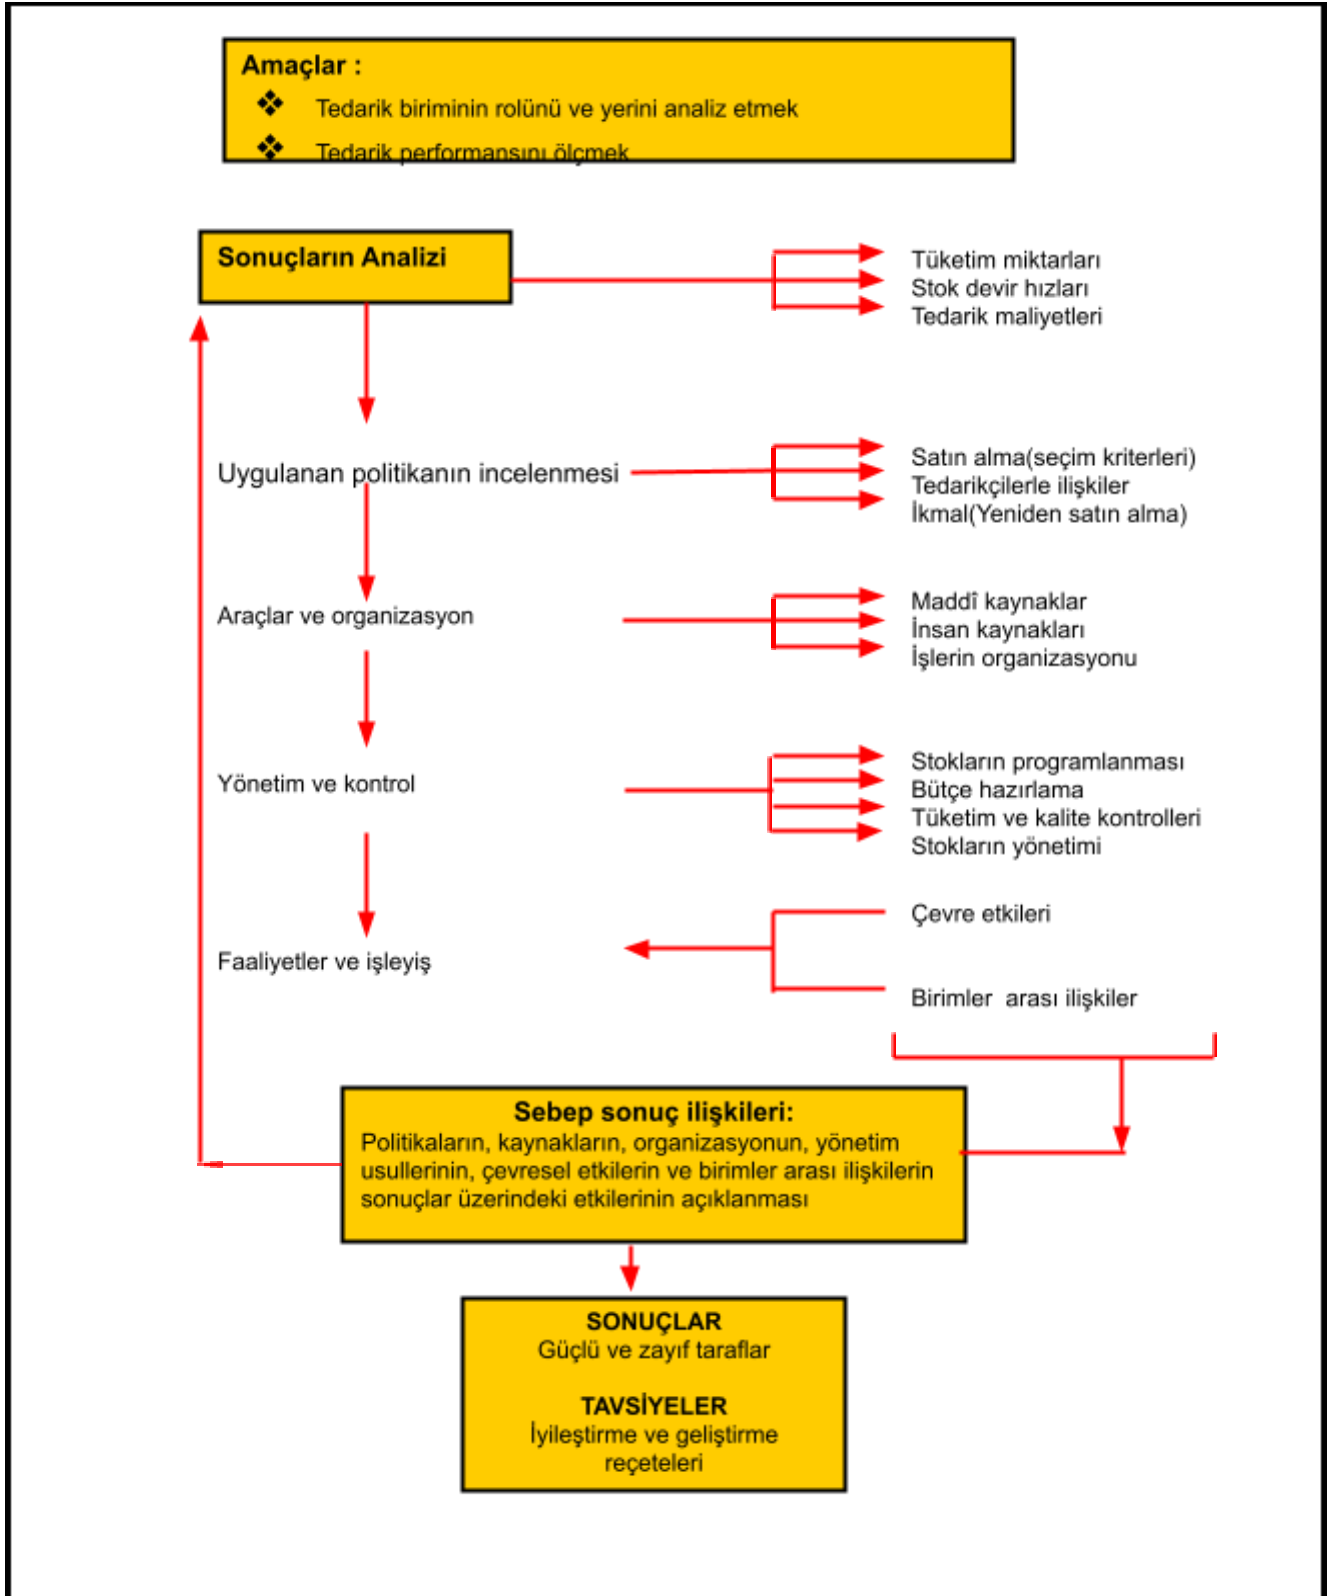 Amaçlar :
❖ Tedarik biriminin rolünü ve yerini analiz etmek
❖ Tedarik performansını ölçmek
Sonuçların Analizi
Tüketim miktarları
Stok devir hızları
Tedarik maliyetleri
Uygulanan politikanın incelenmesi
Satın alma(seçim kriterleri)
Tedarikçilerle ilişkiler
İkmal(Yeniden satın alma)
Araçlar ve organizasyon
Maddî kaynaklar
İnsan kaynakları
İşlerin organizasyonu
Yönetim ve kontrol
Stokların programlanması
Bütçe hazırlama
Tüketim ve kalite kontrolleri
Stokların yönetimi
Faaliyetler ve işleyiş
Çevre etkileri
Birimler  arası ilişkiler
Sebep sonuç ilişkileri:
Politikaların, kaynakların, organizasyonun, yönetim
usullerinin, çevresel etkilerin ve birimler arası ilişkilerin
sonuçlar üzerindeki etkilerinin açıklanması
SONUÇLAR
Güçlü ve zayıf taraflar
TAVSİYELER
İyileştirme ve geliştirme
reçeteleri